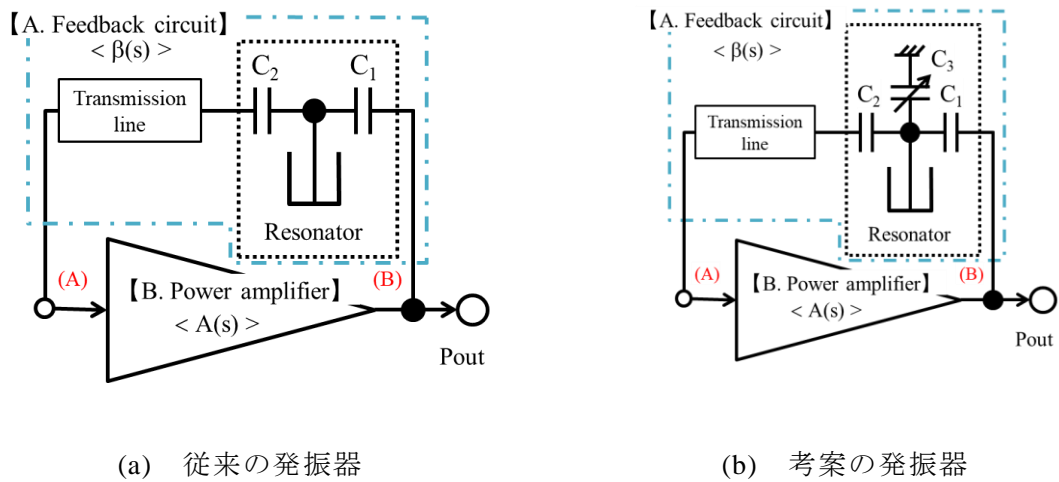 【A. Feedback circuit】
< β(s) >
C₂
C₁
Transmission
line
Resonator
(A)
(B)
【B. Power amplifier】
< A(s) >
Pout
(a) 従来の発振器
【A. Feedback circuit】
< β(s) >
C₃
C₂
C₁
Transmission
line
Resonator
(A)
(B)
【B. Power amplifier】
< A(s) >
Pout
(b) 考案の発振器